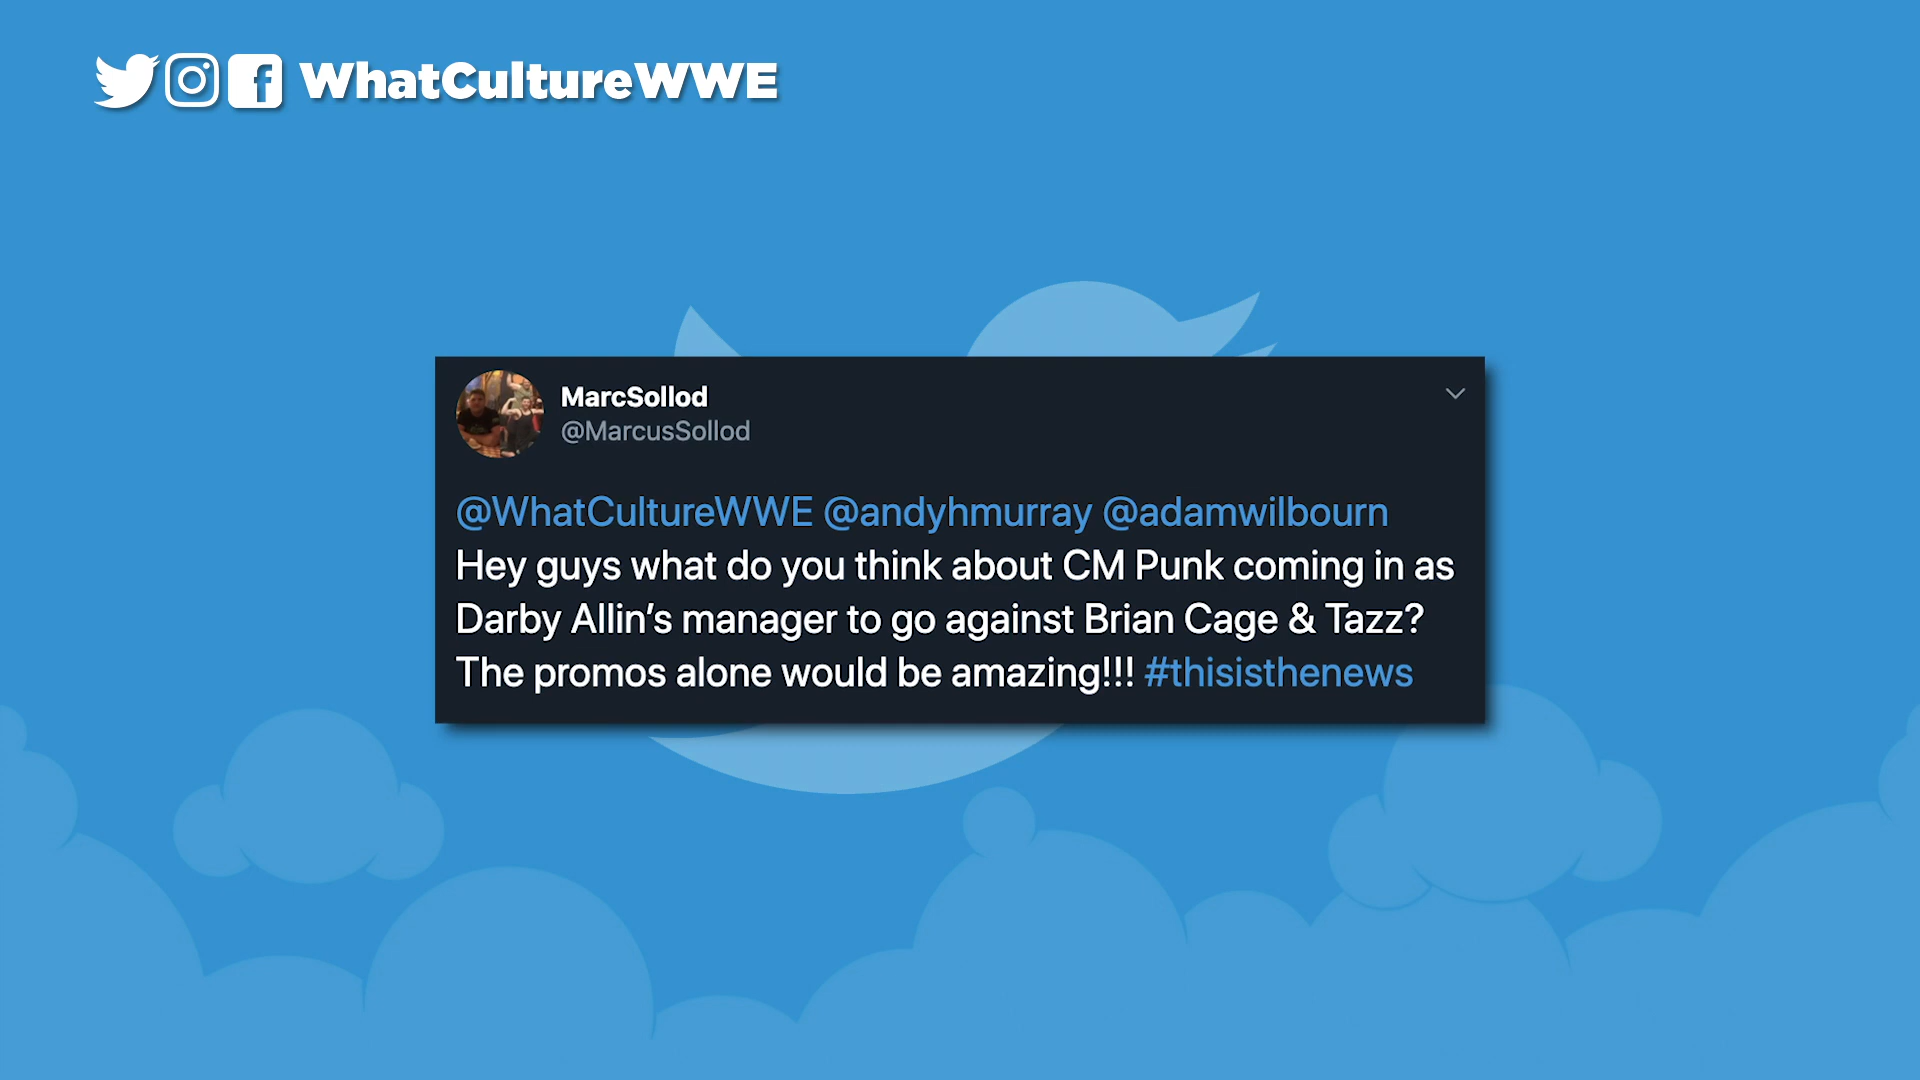 WhatCultureWWE
MarcSollod
@MarcusSollod
@WhatCultureWWE @andyhmurray @adamwilbourn
Hey guys what do you think about CM Punk coming in as
Darby Allin’s manager to go against Brian Cage & Tazz?
The promos alone would be amazing!!! #thisisthenews